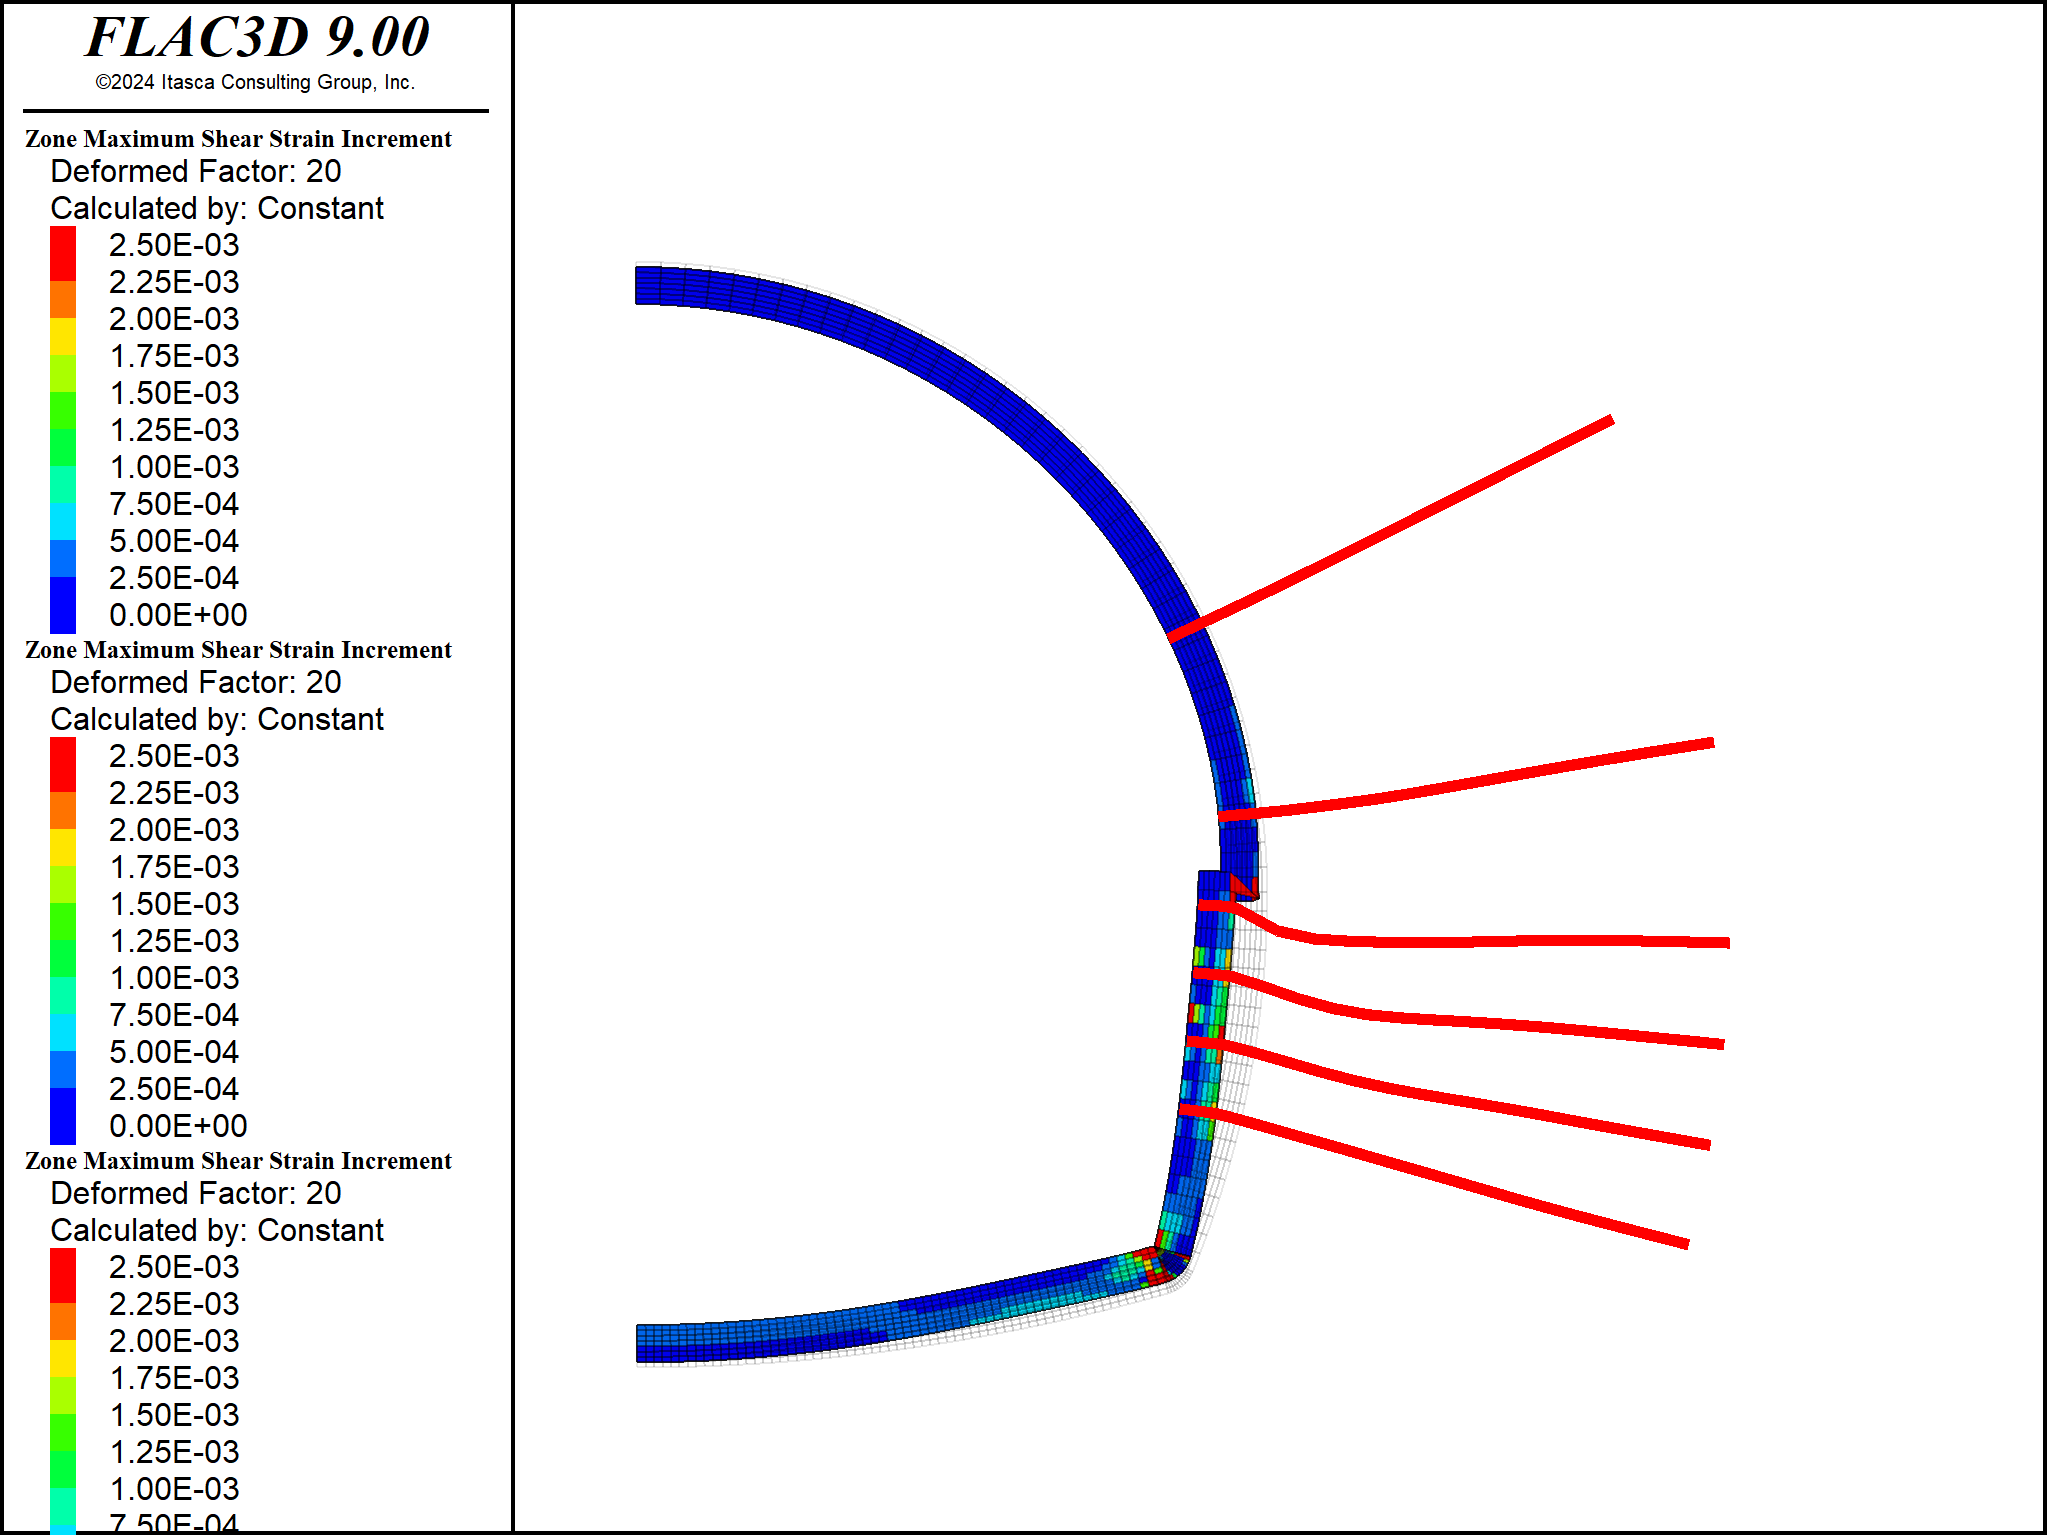 FLAC3D 9.00
©2024 Itasca Consulting Group, Inc.
Zone Maximum Shear Strain Increment
Deformed Factor: 20
Calculated by: Constant
2.50E-03
2.25E-03
2.00E-03
1.75E-03
1.50E-03
1.25E-03
1.00E-03
7.50E-04
5.00E-04
2.50E-04
0.00E+00
Zone Maximum Shear Strain Increment
Deformed Factor: 20
Calculated by: Constant
2.50E-03
2.25E-03
2.00E-03
1.75E-03
1.50E-03
1.25E-03
1.00E-03
7.50E-04
5.00E-04
2.50E-04
0.00E+00
Zone Maximum Shear Strain Increment
Deformed Factor: 20
Calculated by: Constant
2.50E-03
2.25E-03
2.00E-03
1.75E-03
1.50E-03
1.25E-03
1.00E-03
7.50E-04